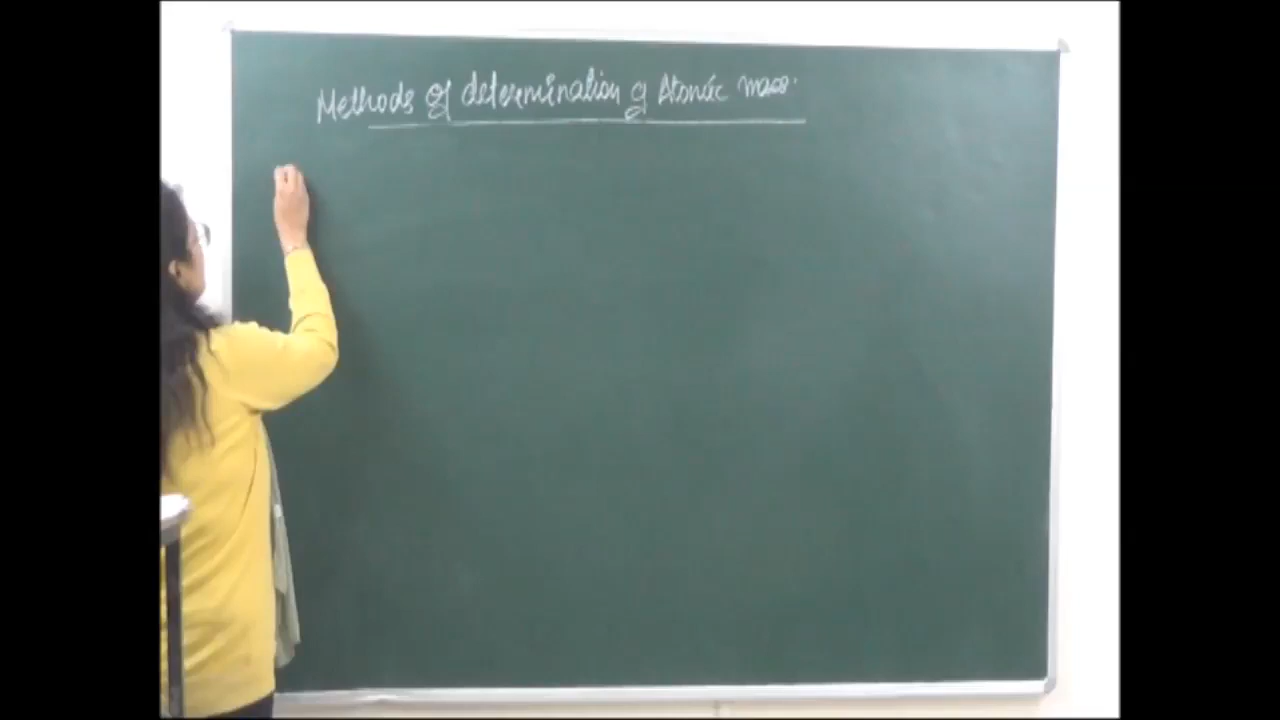 Methods of determination of Atomic mass.